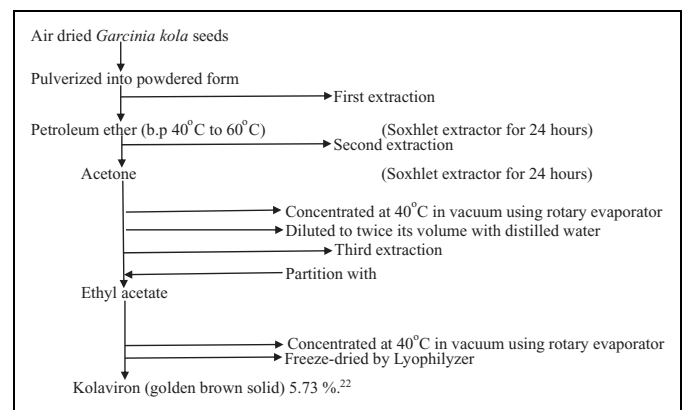 Air dried Garcinia kola seeds
Pulverized into powdered form
First extraction
Petroleum ether (b.p 40°C to 60°C) (Soxhlet extractor for 24 hours)
Second extraction
Acetone (Soxhlet extractor for 24 hours)
Concentrated at 40°C in vacuum using rotary evaporator
Diluted to twice its volume with distilled water
Third extraction
Partition with
Ethyl acetate
Concentrated at 40°C in vacuum using rotary evaporator
Freeze-dried by Lyophilyzer
Kolaviron (golden brown solid) 5.73 %.²²